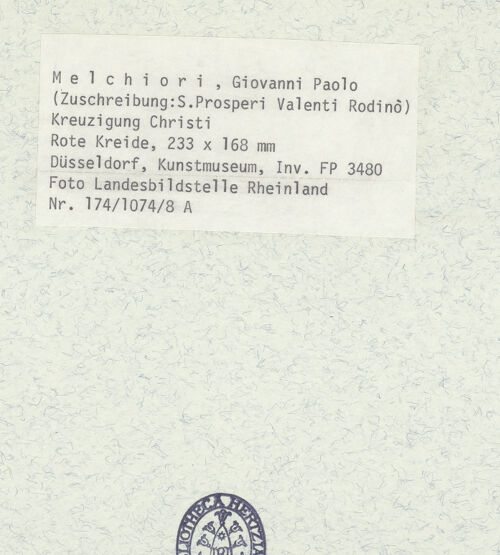 M e l c h i o r i , Giovanni Paolo
(Zuschreibung:S.Prosperi Valenti Rodinò)
Kreuzigung Christi
Rote Kreide, 233 x 168 mm
Düsseldorf, Kunstmuseum, Inv. FP 3480
Foto Landesbildstelle Rheinland
Nr. 174/1074/8 A